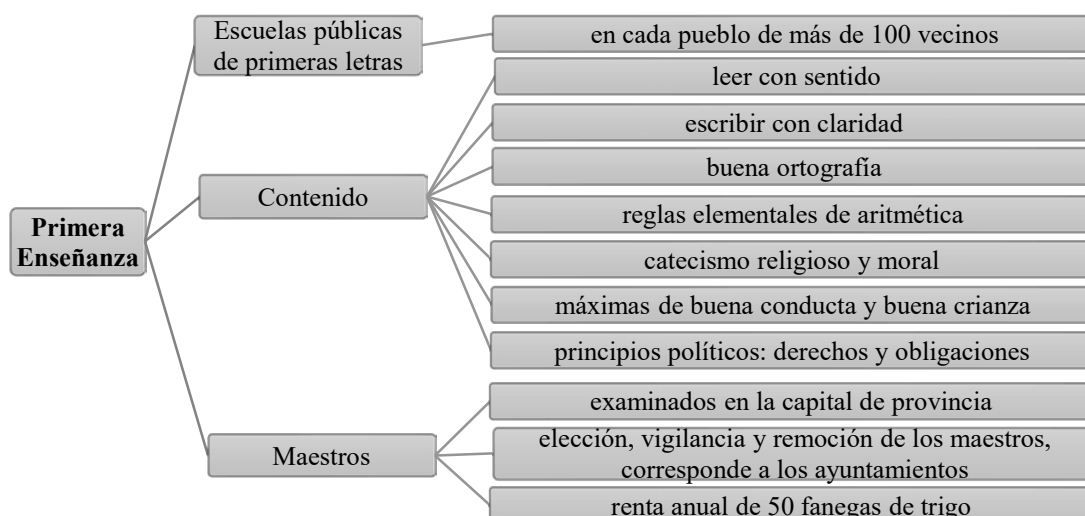 Primera
Enseñanza
Escuelas públicas
de primeras letras
en cada pueblo de más de 100 vecinos
Contenido
leer con sentido
escribir con claridad
buena ortografía
reglas elementales de aritmética
catecismo religioso y moral
máximas de buena conducta y buena crianza
principios políticos: derechos y obligaciones
Maestros
examinados en la capital de provincia
elección, vigilancia y remoción de los maestros,
corresponde a los ayuntamientos
renta anual de 50 fanegas de trigo